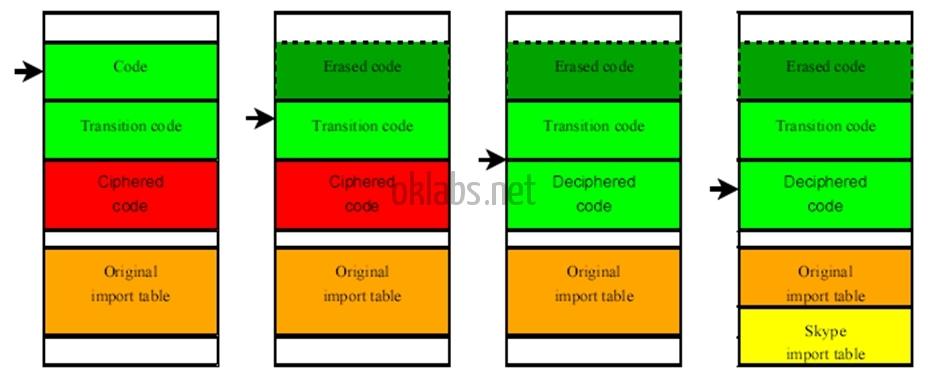 Code
Transition code
Ciphered
code
Original
import table
Erased code
Transition code
Ciphered
code
Original
import table
Erased code
Transition code
Deciphered
code
Original
import table
Erased code
Transition code
Deciphered
code
Original
import table
Skype
import table
oklabs.net